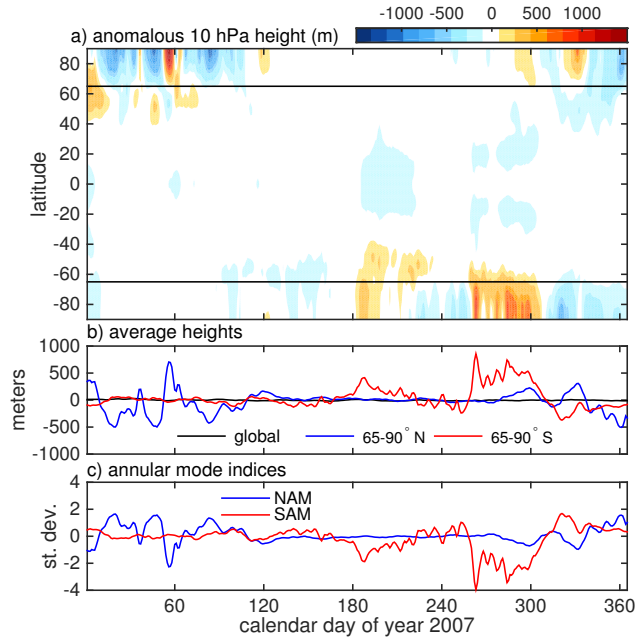 -1000 -500 0 500 1000
a) anomalous 10 hPa height (m)
80
60
40
20
0
-20
-40
-60
-80
latitude
b) average heights
1000
500
0
-500
-1000
meters
global 65-90° N 65-90° S
c) annular mode indices
4
2
0
-2
-4
st. dev.
NAM
SAM
60 120 180 240 300 360
calendar day of year 2007